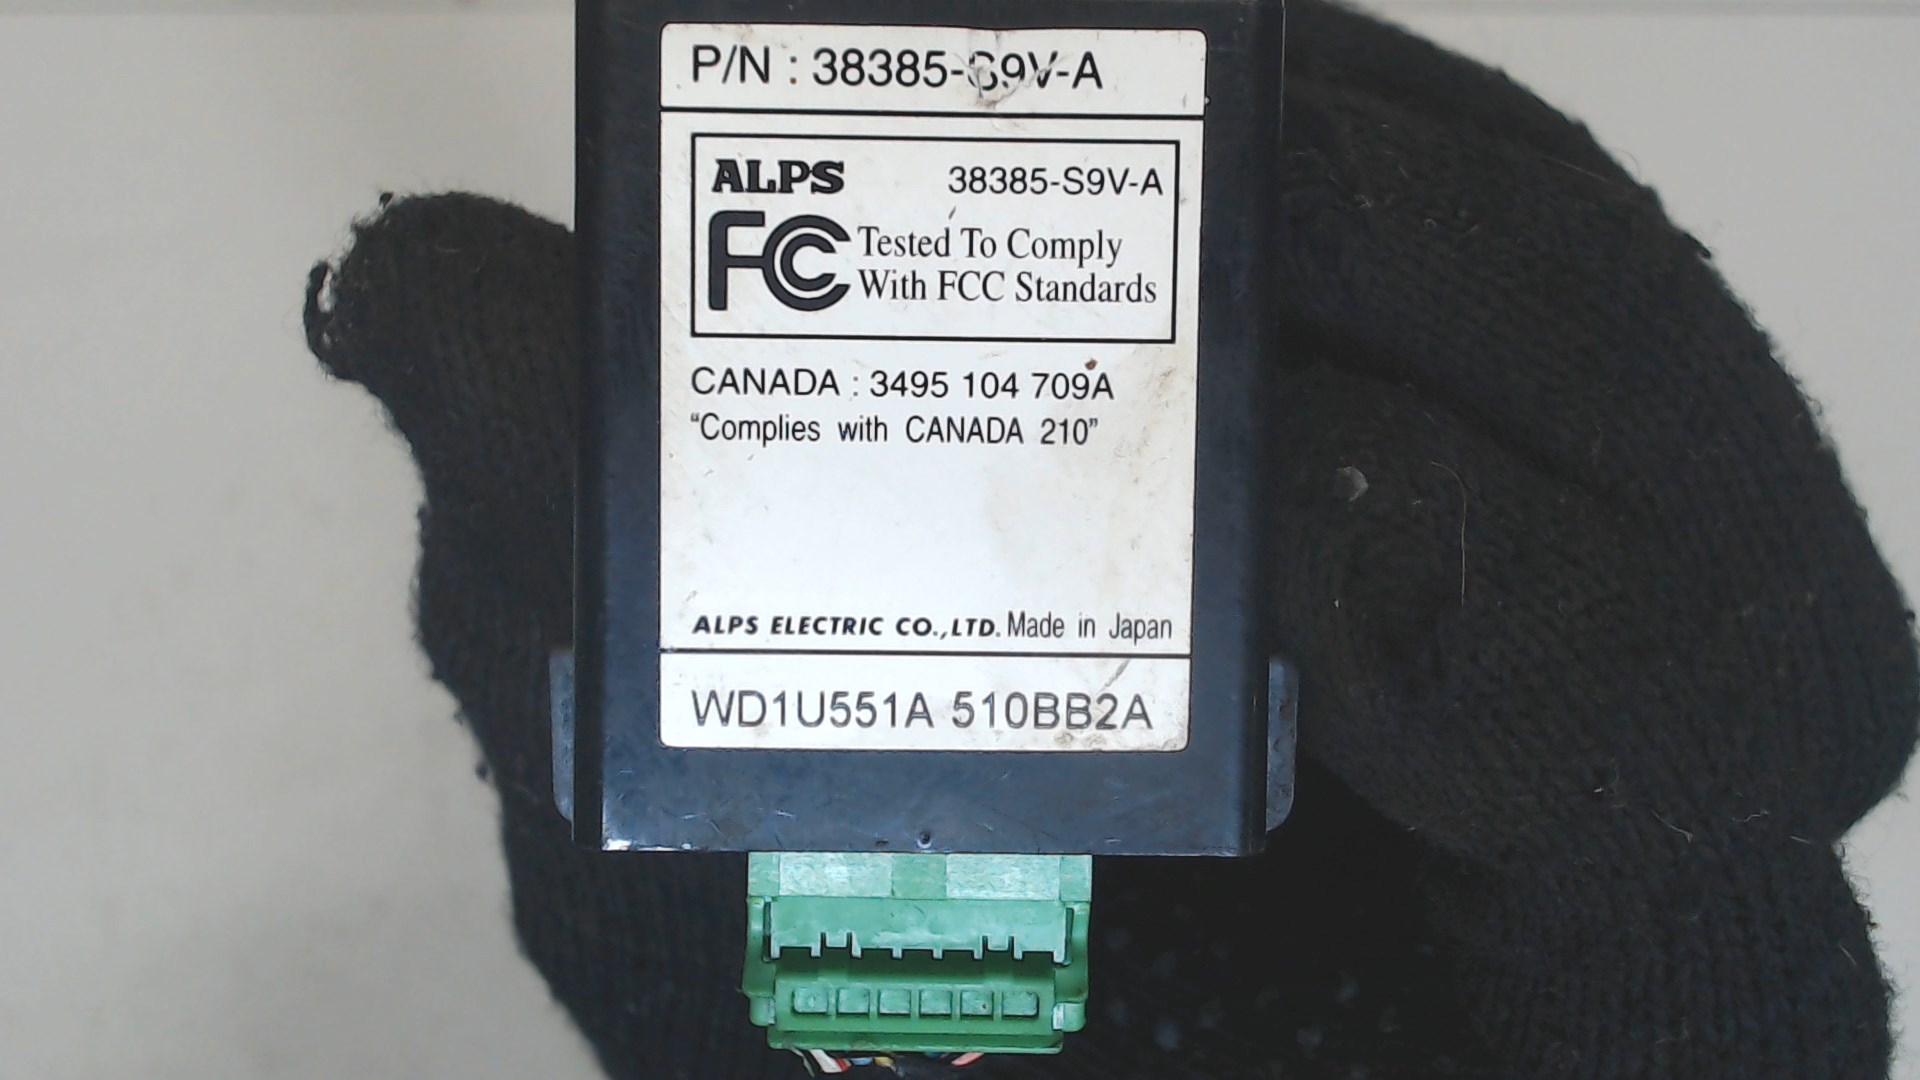 P/N : 38385-S9V-A
ALPS 38385-S9V-A
FCC Tested To Comply
With FCC Standards
CANADA : 3495 104 709A
“Complies with CANADA 210”
ALPS ELECTRIC CO.,LTD. Made in Japan
WD1U551A 510BB2A